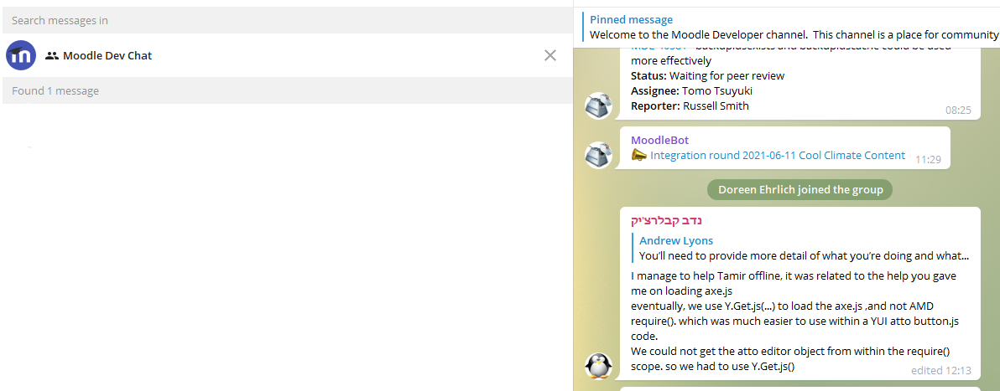 Search messages in
Moodle Dev Chat
Found 1 message
Pinned message
Welcome to the Moodle Developer channel.  This channel is a place for community
backupfileexists and backupfilescache could be used
more effectively
Status: Waiting for peer review
Assignee: Tomo Tsuyuki
Reporter: Russell Smith
08:25
MoodleBot
Integration round 2021-06-11 Cool Climate Content
11:29
Doreen Ehrlich joined the group
נדב קבלרצ'יק
Andrew Lyons
You’ll need to provide more detail of what you’re doing and what...
I manage to help Tamir offline, it was related to the help you gave
me on loading axe.js
eventually, we use Y.Get.js(...) to load the axe.js ,and not AMD
require(). which was much easier to use within a YUI atto button.js
code.
We could not get the atto editor object from within the require()
scope. so we had to use Y.Get.js()
edited 12:13